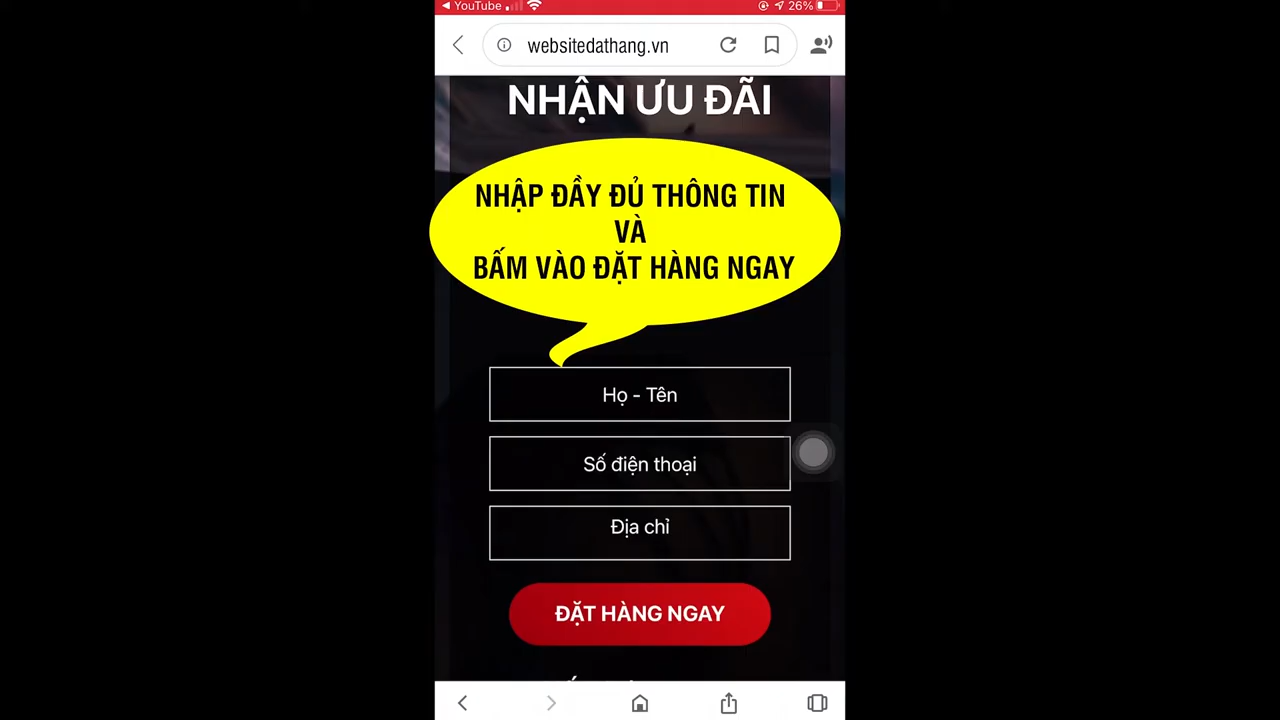 YouTube 26%
websitedathang.vn
NHẬN ƯU ĐÃI
NHẬP ĐẦY ĐỦ THÔNG TIN
VÀ
BẤM VÀO ĐẶT HÀNG NGAY
Họ - Tên
Số điện thoại
Địa chỉ
ĐẶT HÀNG NGAY